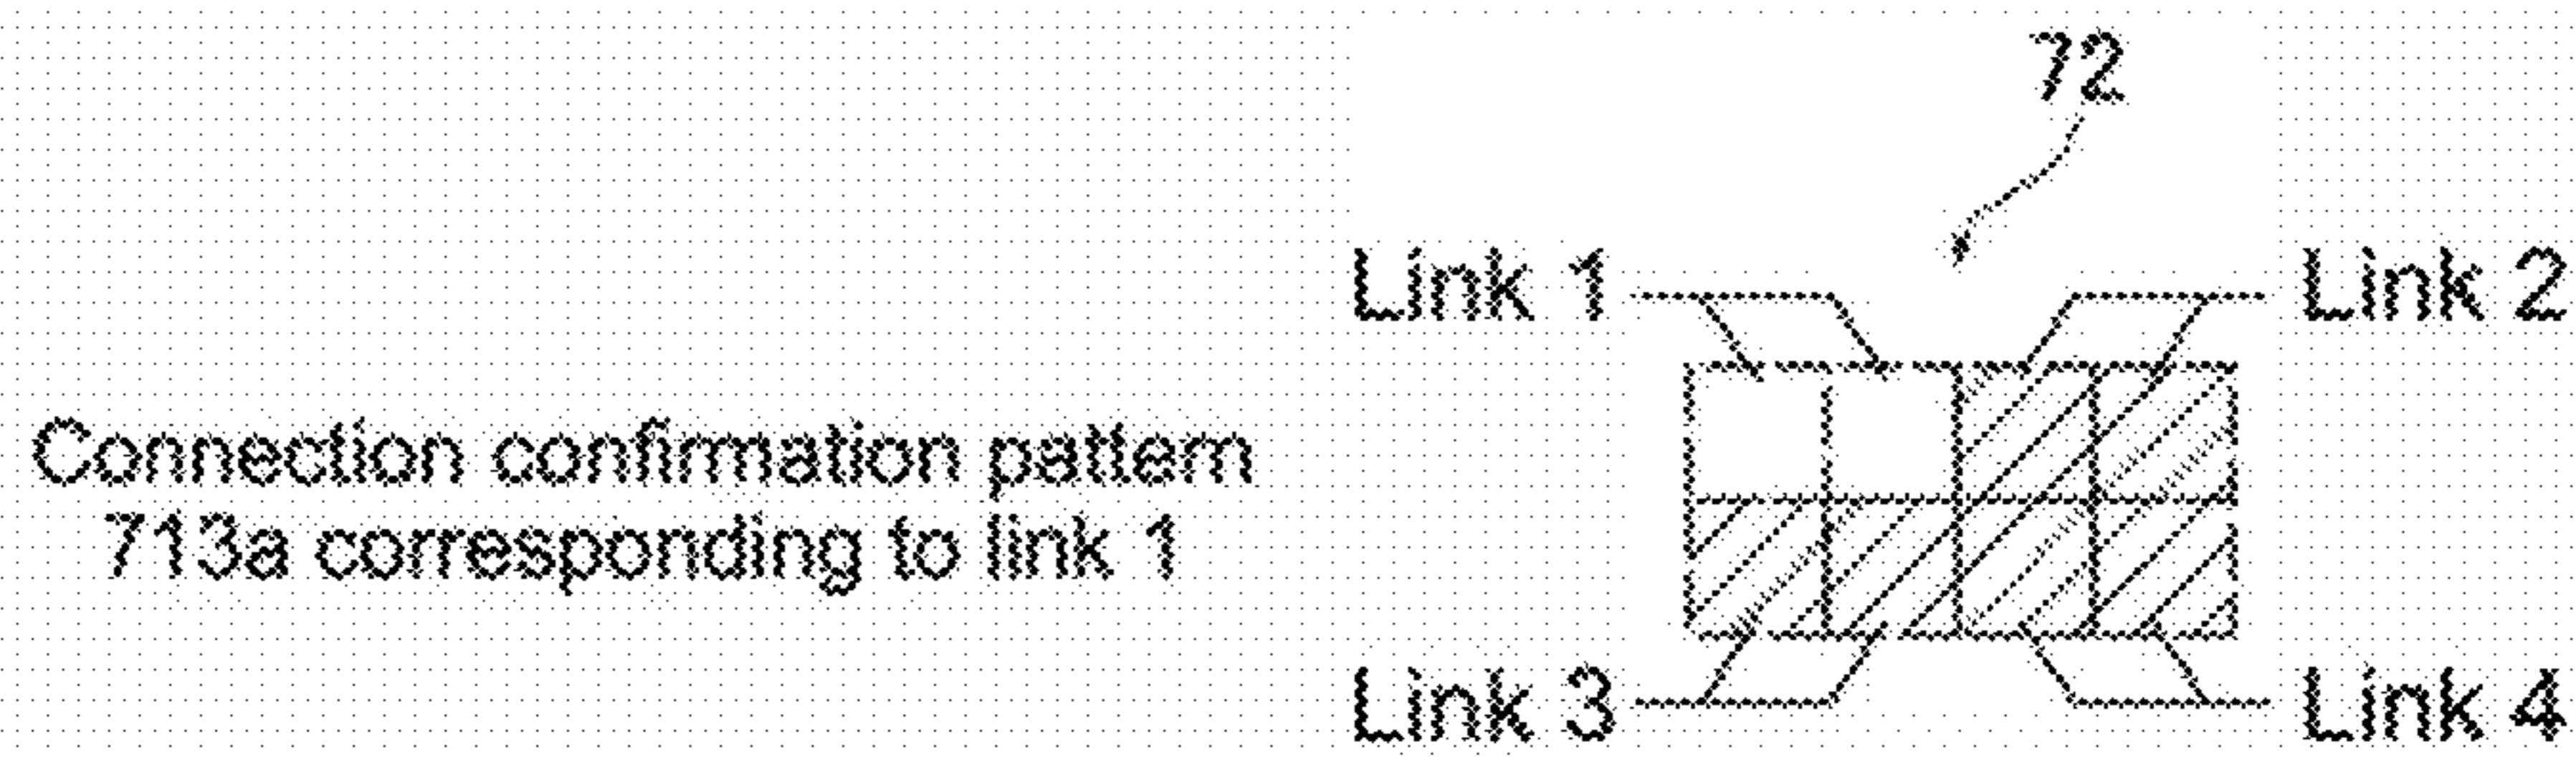 72
Link 1
Link 2
Connection confirmation pattern
713a corresponding to link 1
Link 3
Link 4